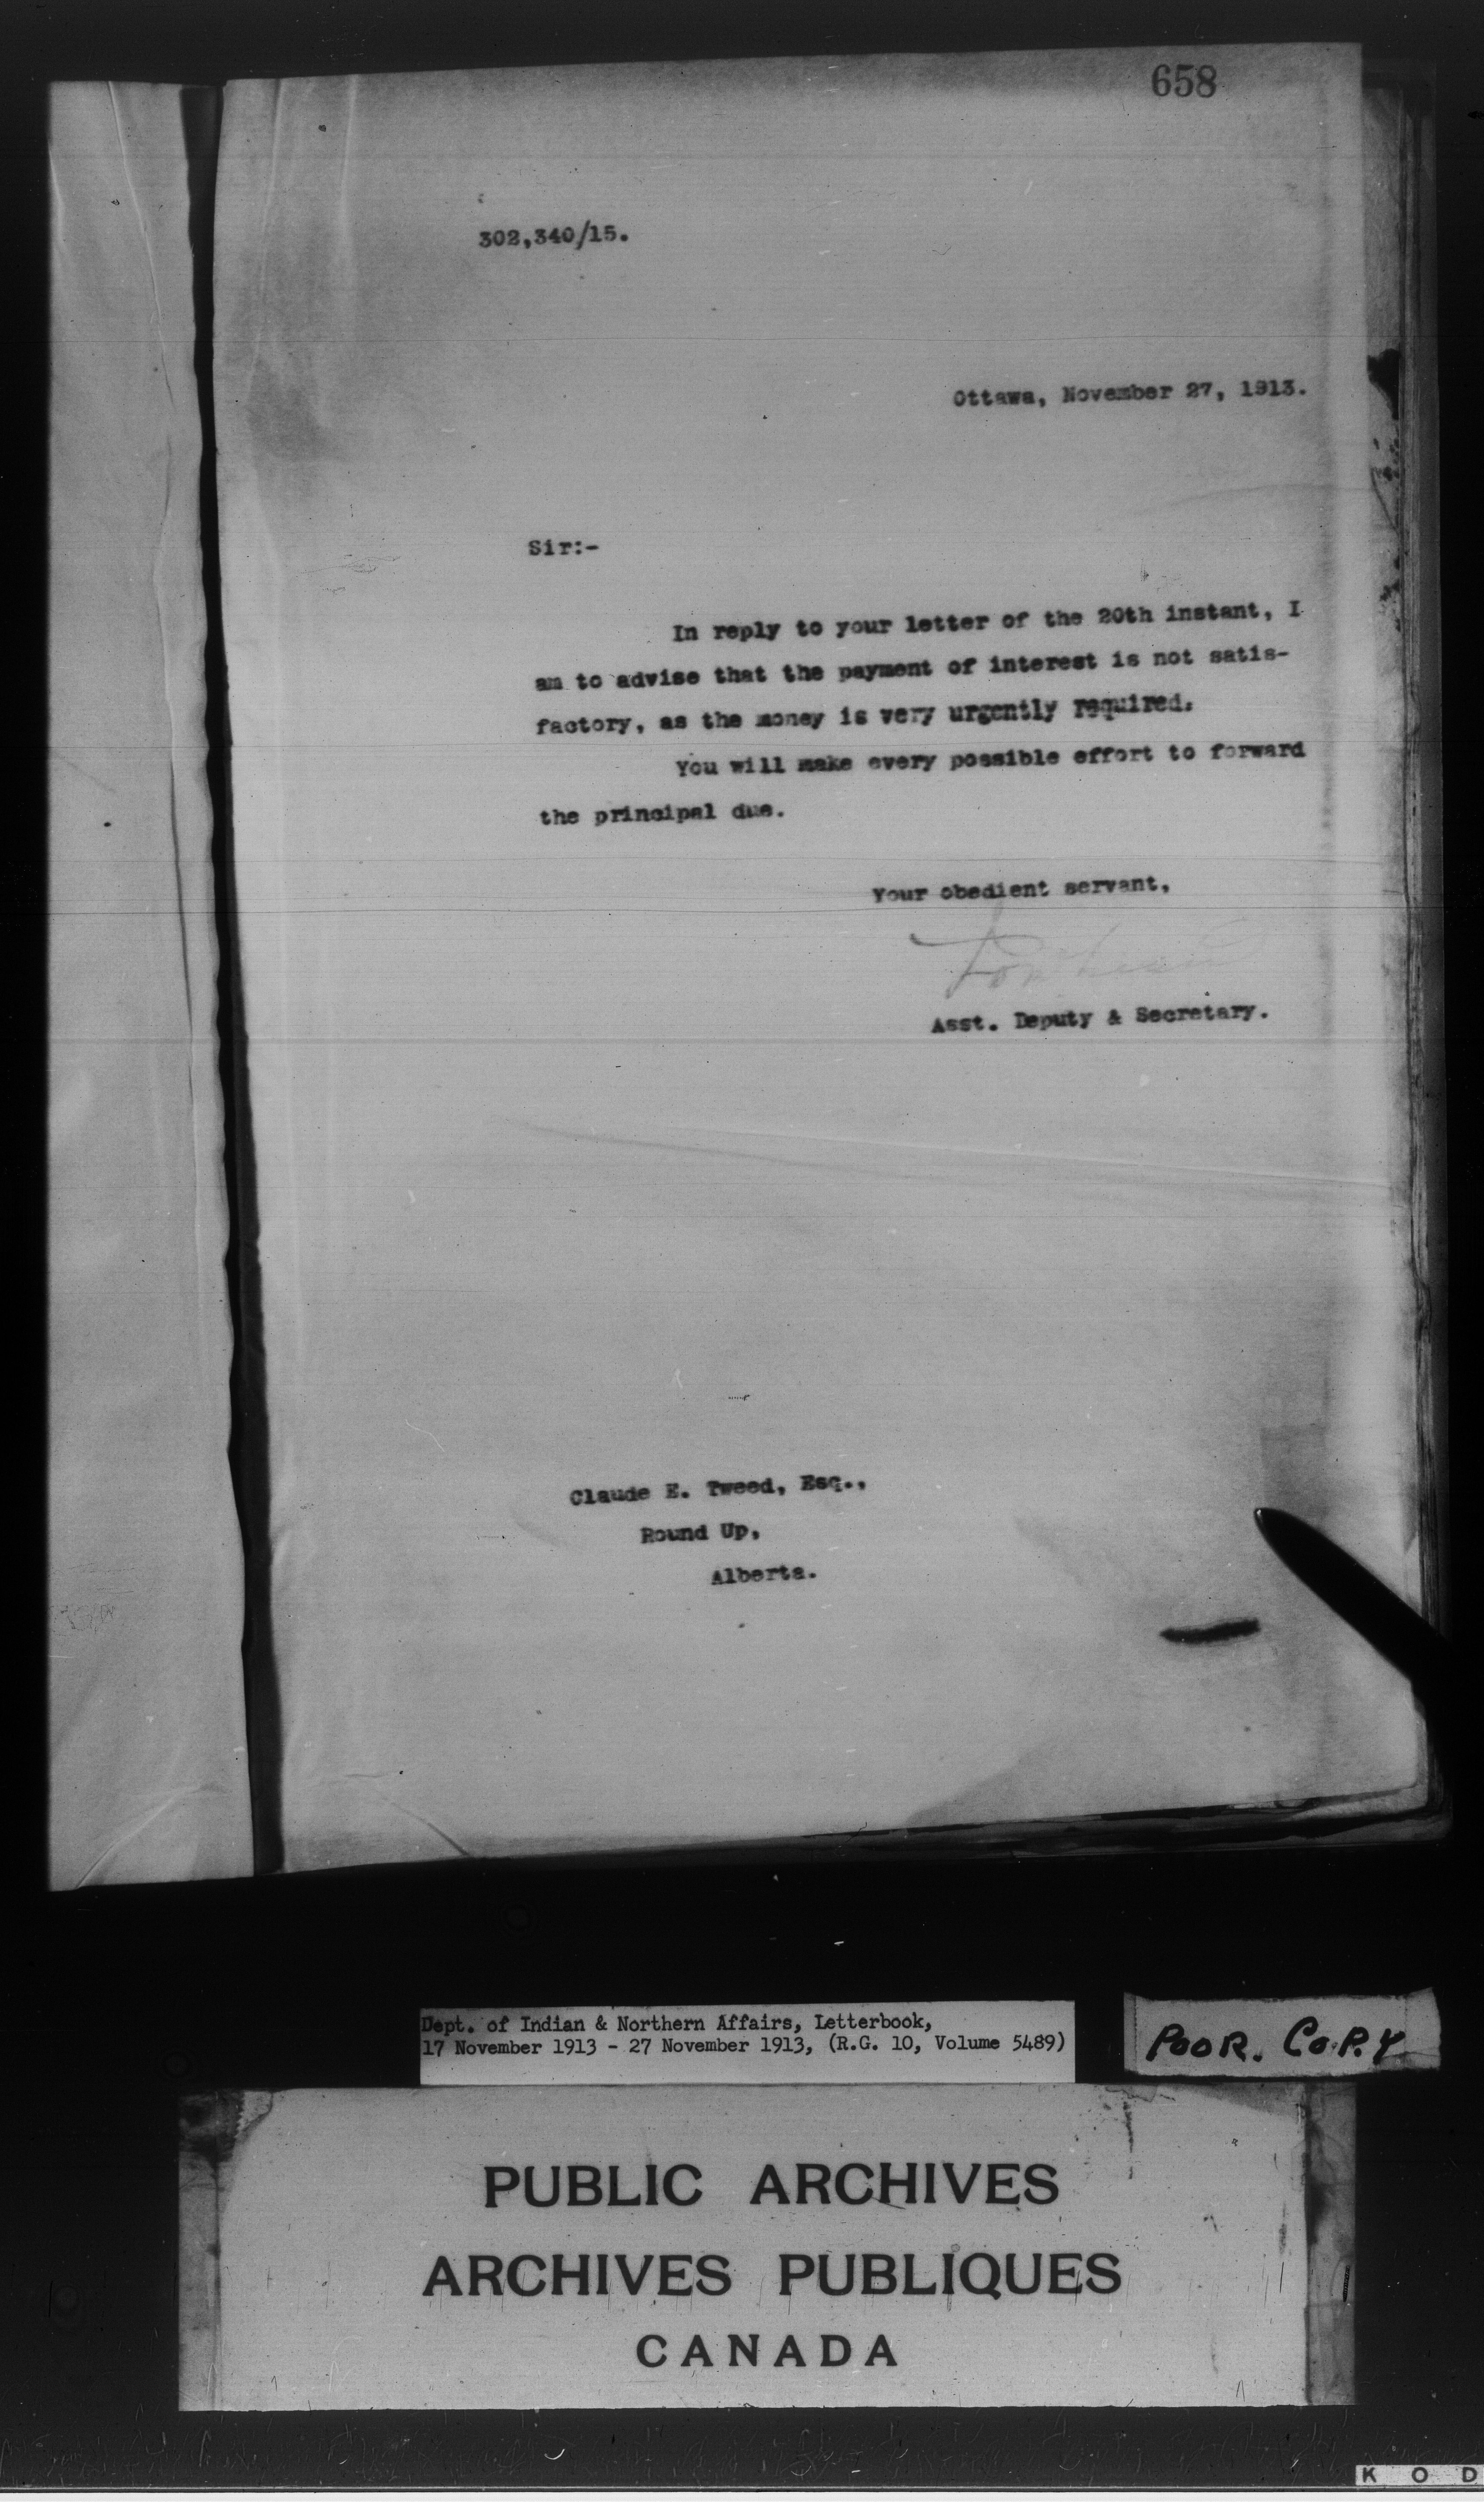 658
302,340/15.
Ottawa, November 27, 1913.
Sir:-
In reply to your letter of the 20th instant, I
am to advise that the payment of interest is not satis-
factory, as the money is very urgently required.
You will make every possible effort to forward
the principal due.
Your obedient servant,
Asst. Deputy & Secretary.
Claude E. Tweed, Esq.,
Round Up,
Alberta.
Dept. of Indian & Northern Affairs, Letterbook,
17 November 1913 - 27 November 1913, (R.G. 10, Volume 5489)
POOR. COPY
PUBLIC ARCHIVES
ARCHIVES PUBLIQUES
CANADA
K O D